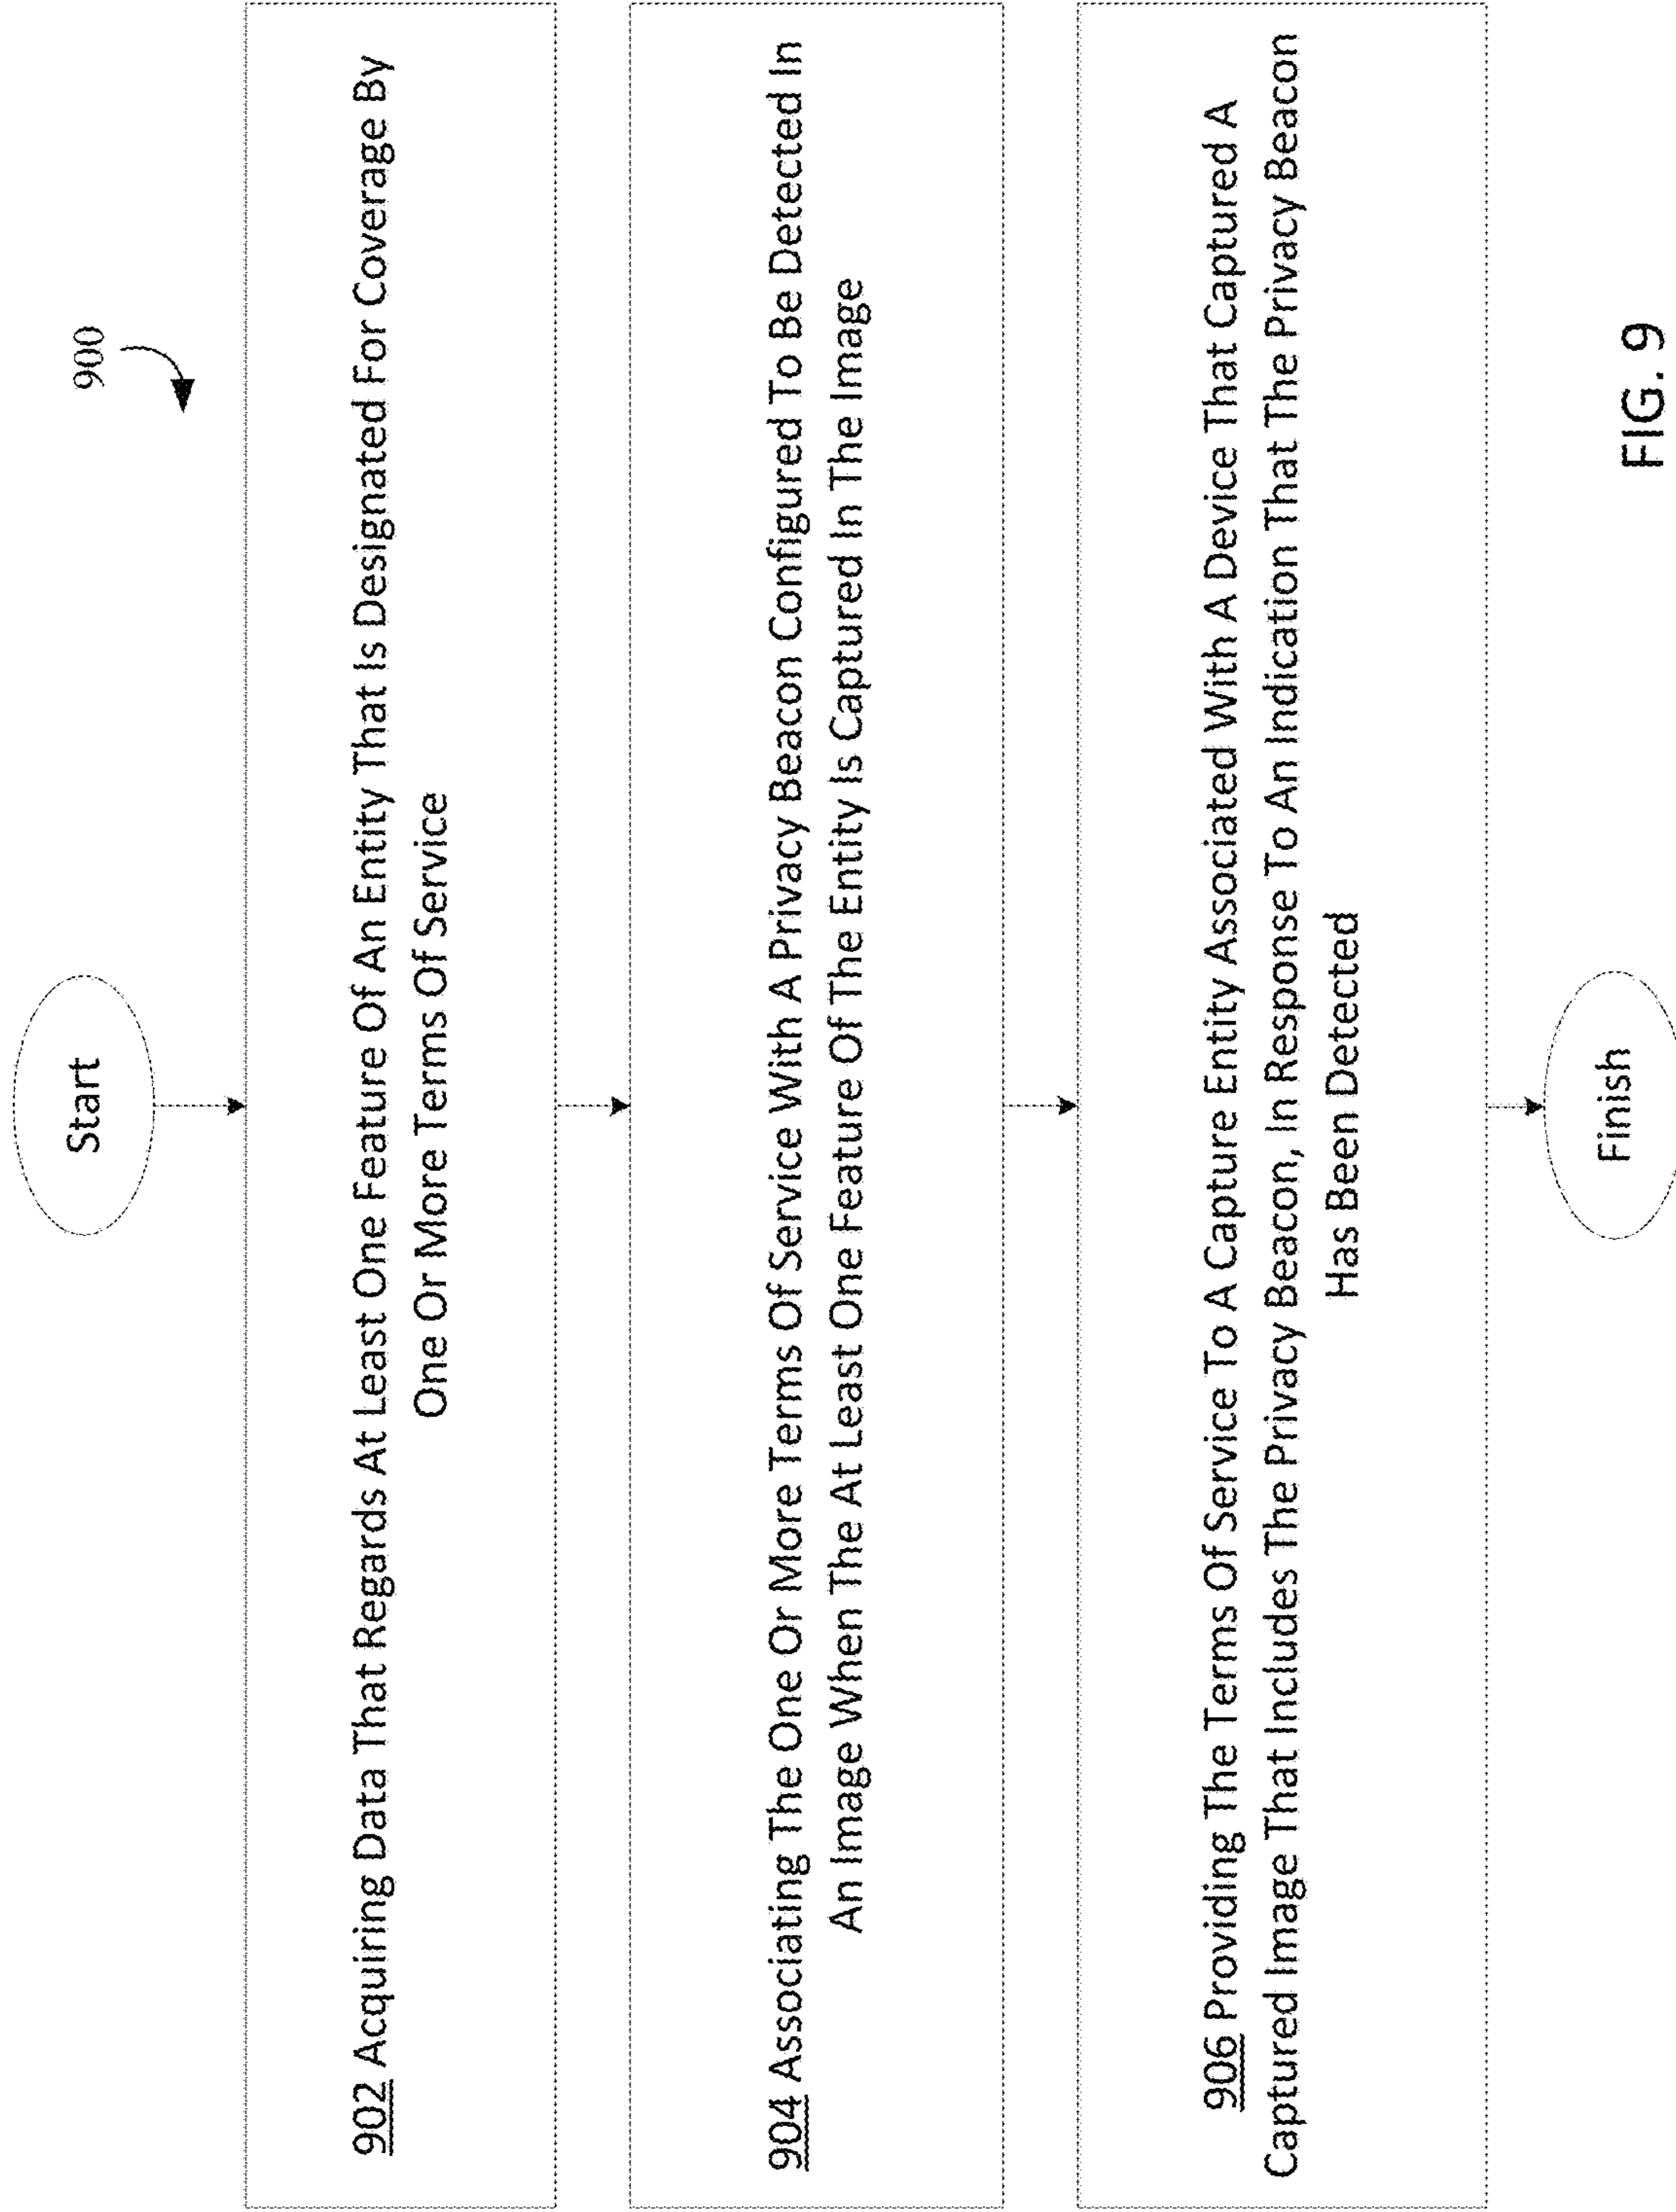 900
Start
902 Acquiring Data That Regards At Least One Feature Of An Entity That Is Designated For Coverage By
One Or More Terms Of Service
904 Associating The One Or More Terms Of Service With A Privacy Beacon Configured To Be Detected In
An Image When The At Least One Feature Of The Entity Is Captured In The Image
906 Providing The Terms Of Service To A Capture Entity Associated With A Device That Captured A
Captured Image That Includes The Privacy Beacon, In Response To An Indication That The Privacy Beacon
Has Been Detected
Finish
FIG. 9